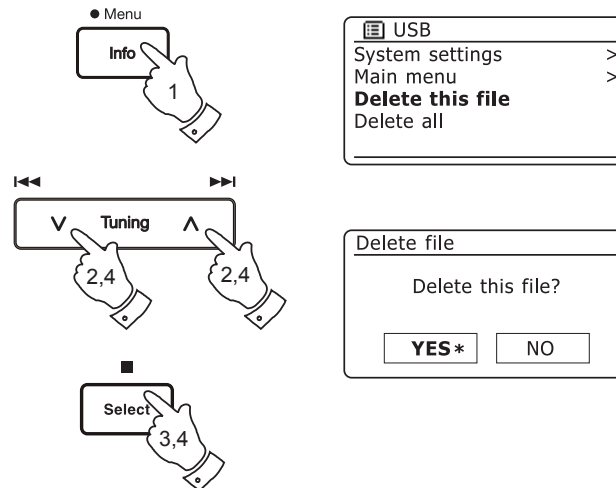 Menu
Info
1
Tuning
2,4
2,4
Select
3,4
USB
System settings >
Main menu >
Delete this file
Delete all
Delete file
Delete this file?
YES*
NO